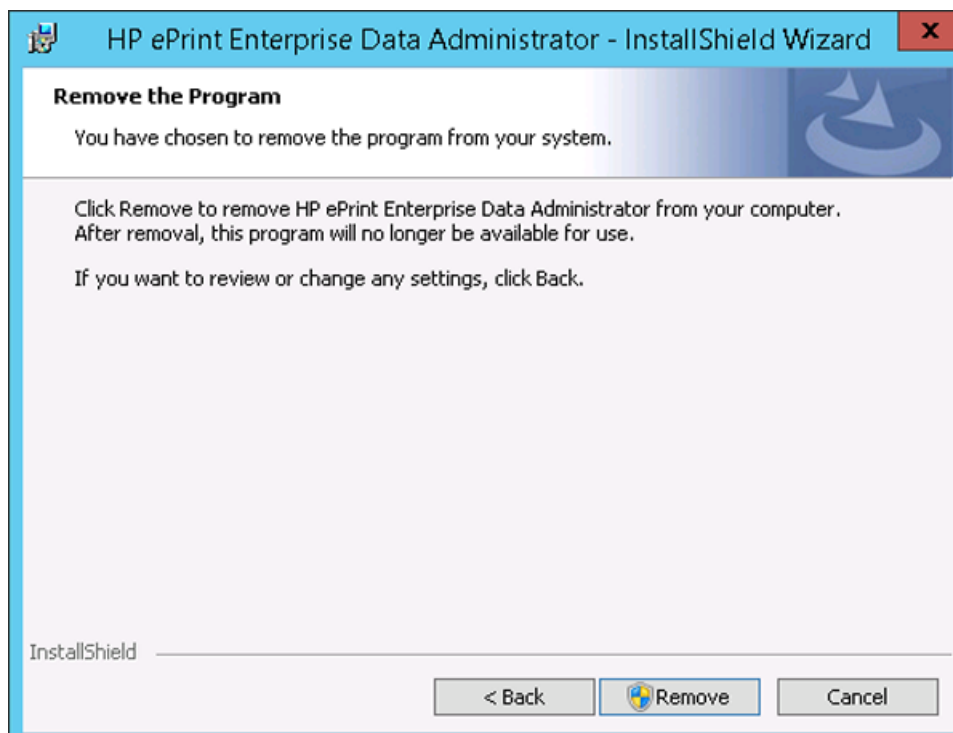 HP ePrint Enterprise Data Administrator - InstallShield Wizard
x
Remove the Program
You have chosen to remove the program from your system.
Click Remove to remove HP ePrint Enterprise Data Administrator from your computer.
After removal, this program will no longer be available for use.
If you want to review or change any settings, click Back.
InstallShield
< Back
Remove
Cancel